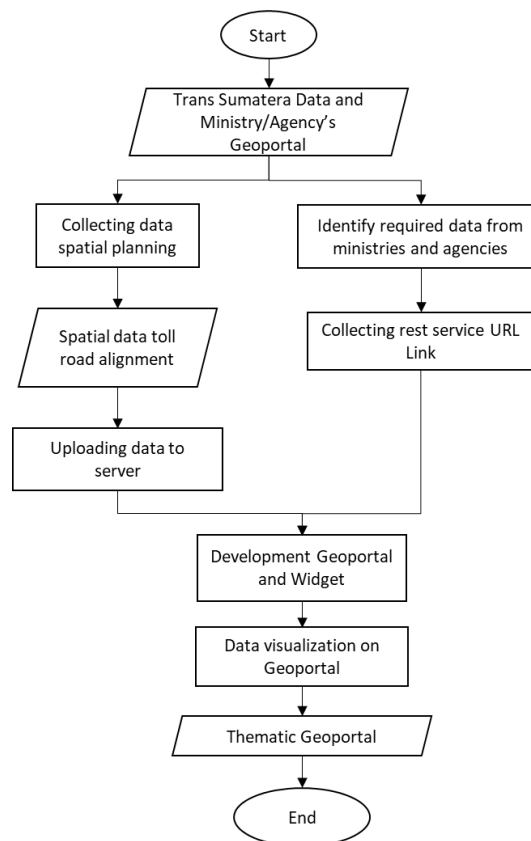 Start
Trans Sumatera Data and
Ministry/Agency's
Geoportal
Collecting data
spatial planning
Identify required data from
ministries and agencies
Spatial data toll
road alignment
Collecting rest service URL
Link
Uploading data to
server
Development Geoportal
and Widget
Data visualization on
Geoportal
Thematic Geoportal
End